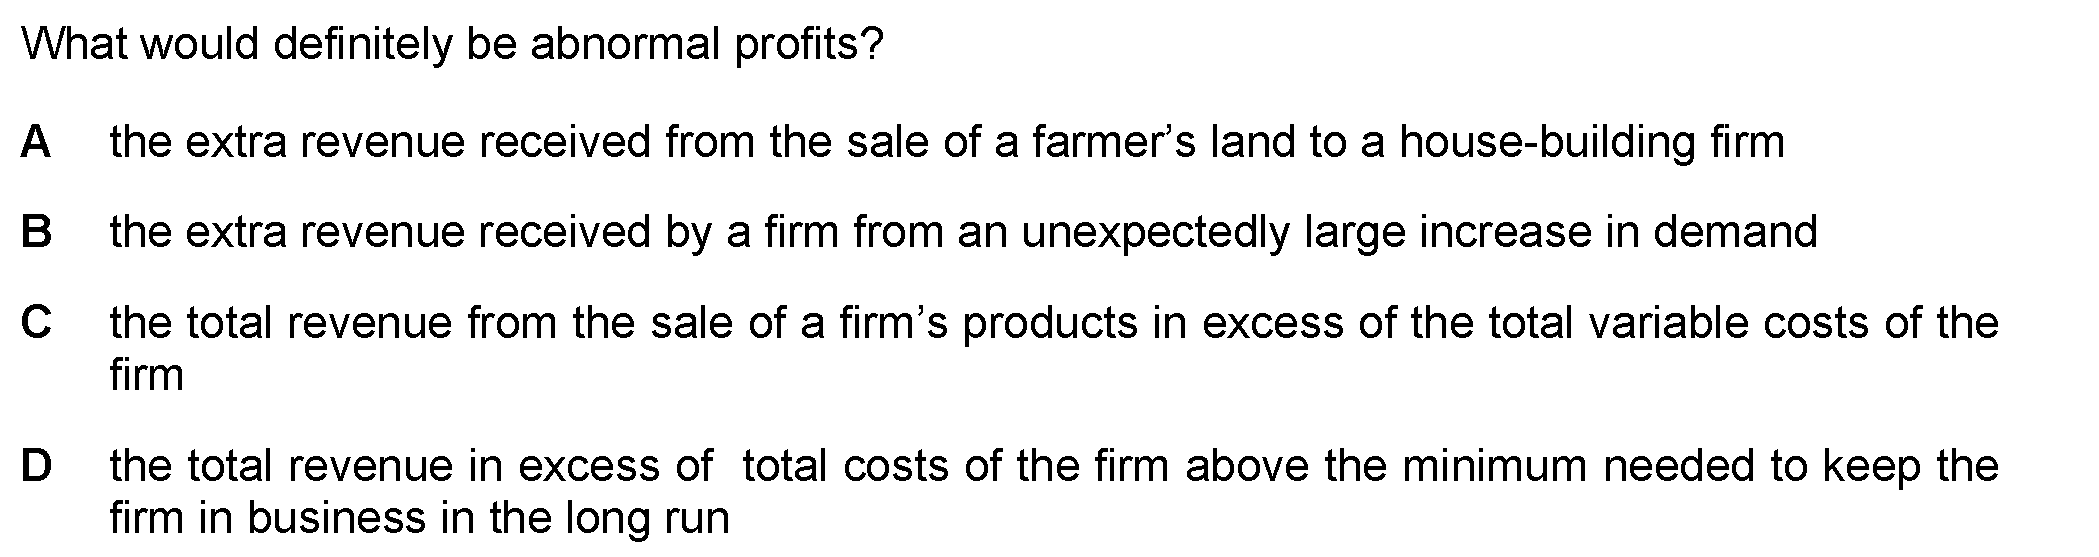 What would definitely be abnormal profits?
A the extra revenue received from the sale of a farmer’s land to a house-building firm
B the extra revenue received by a firm from an unexpectedly large increase in demand
C the total revenue from the sale of a firm’s products in excess of the total variable costs of the
firm
D the total revenue in excess of total costs of the firm above the minimum needed to keep the
firm in business in the long run